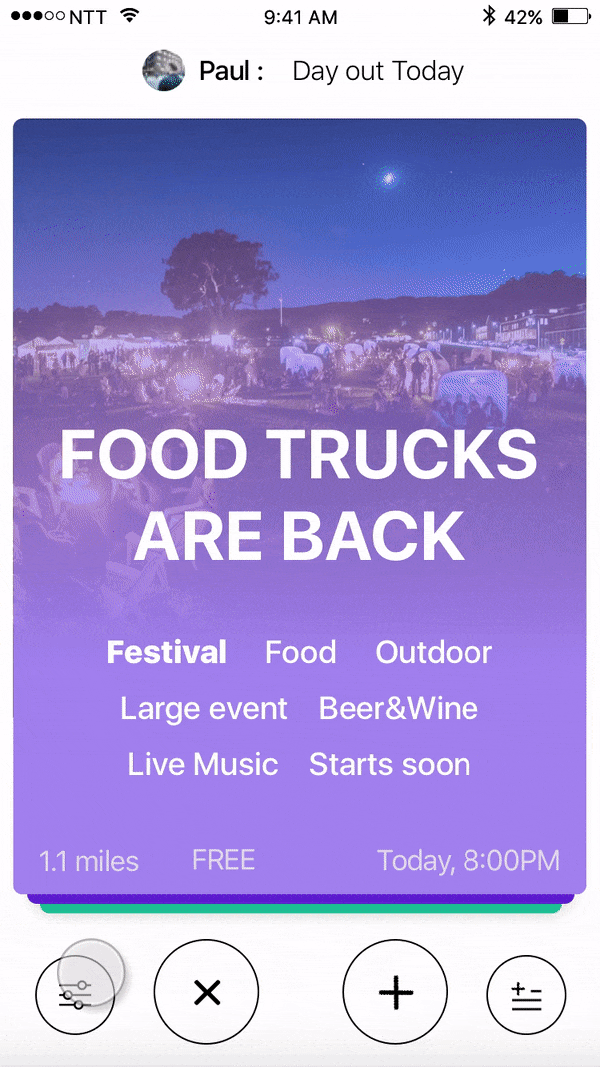 NTT 9:41 AM 42%
Paul : Day out Today
FOOD TRUCKS
ARE BACK
Festival Food Outdoor
Large event Beer&Wine
Live Music Starts soon
1.1 miles FREE Today, 8:00PM